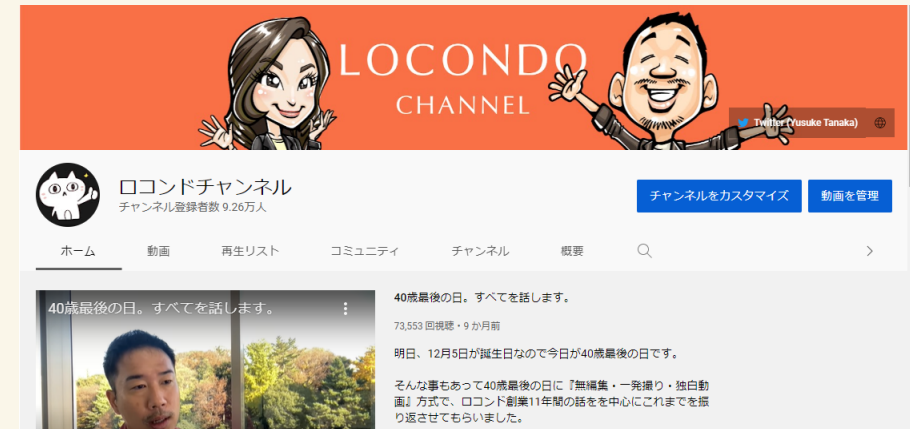 LOCONDO
CHANNEL
Twitter (Yusuke Tanaka)
ロコンドチャンネル
チャンネル登録者数 9.26万人
チャンネルをカスタマイズ
動画を管理
ホーム
動画
再生リスト
コミュニティ
チャンネル
概要
40歳最後の日。すべてを話します。
40歳最後の日。すべてを話します。
73,553 回視聴・9 か月前
明日、12月5日が誕生日なので今日が40歳最後の日です。
そんな事もあって40歳最後の日に『無編集・一発撮り・独白動
画』方式で、ロコンド創業11年間の話をを中心にこれまでを振
り返させてもらいました。